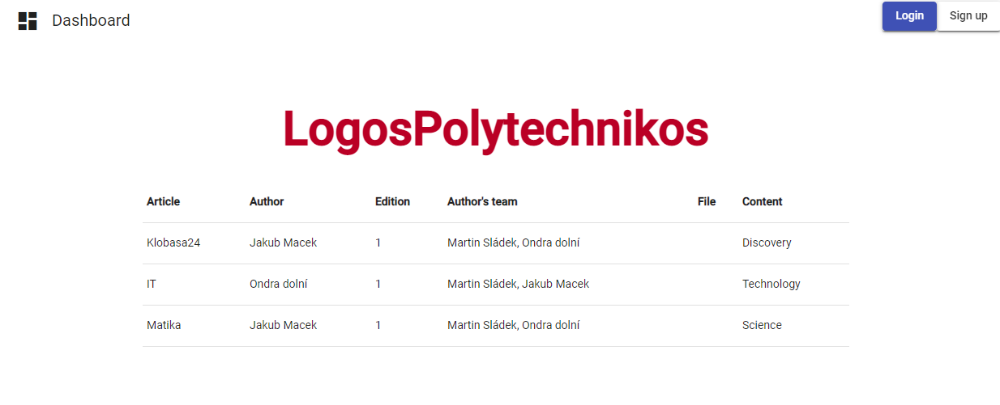 Dashboard Login Sign up
LogosPolytechnikos
Article Author Edition Author's team File Content
Klobasa24 Jakub Macek 1 Martin Sládek, Ondra dolní Discovery
IT Ondra dolní 1 Martin Sládek, Jakub Macek Technology
Matika Jakub Macek 1 Martin Sládek, Ondra dolní Science